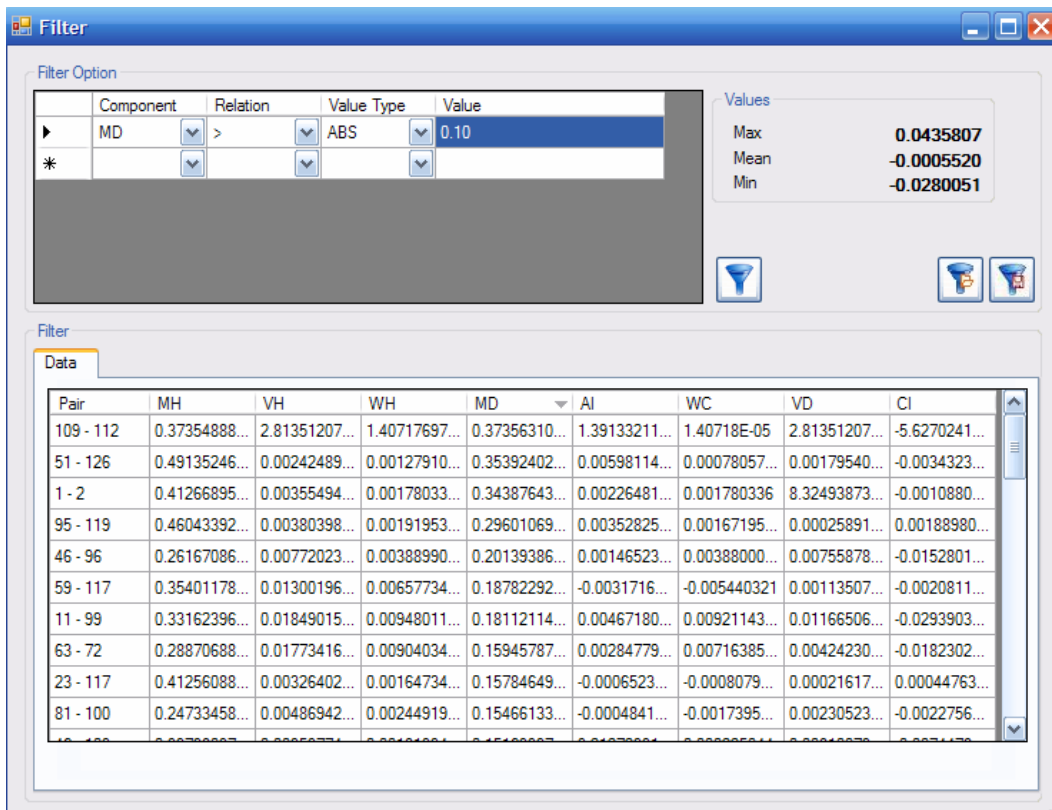 Filter
Filter Option
Component Relation Value Type Value
MD > ABS 0.10
Values
Max 0.0435807
Mean -0.0005520
Min -0.0280051
Filter
Data
Pair MH VH WH MD AI WC VD CI
109 - 112 0.37354888... 2.81351207... 1.40717697... 0.37356310... 1.39133211... 1.40718E-05 2.81351207... -5.6270241...
51 - 126 0.49135246... 0.00242489... 0.00127910... 0.35392402... 0.00598114... 0.00078057... 0.00179540... -0.0034323...
1 - 2 0.41266895... 0.00355494... 0.00178033... 0.34387643... 0.00226481... 0.001780336 8.32493873... -0.0010880...
95 - 119 0.46043392... 0.00380398... 0.00191953... 0.29601069... 0.00352825... 0.00167195... 0.00025891... 0.00188980...
46 - 96 0.26167086... 0.00772023... 0.00388990... 0.20139386... 0.00146523... 0.00388000... 0.00755878... -0.0152801...
59 - 117 0.35401178... 0.01300196... 0.00657734... 0.18782292... -0.0031716... -0.005440321 0.00113507... -0.0020811...
11 - 99 0.33162396... 0.01849015... 0.00948011... 0.18112114... 0.00467180... 0.00921143... 0.01166506... -0.0293903...
63 - 72 0.28870688... 0.01773416... 0.00904034... 0.15945787... 0.00284779... 0.00716385... 0.00424230... -0.0182302...
23 - 117 0.41256088... 0.00326402... 0.00164734... 0.15784649... -0.0006523... -0.0008079... 0.00021617... 0.00044763...
81 - 100 0.24733458... 0.00486942... 0.00244919... 0.15466133... -0.0004841... -0.0017395... 0.00230523... -0.0022756...